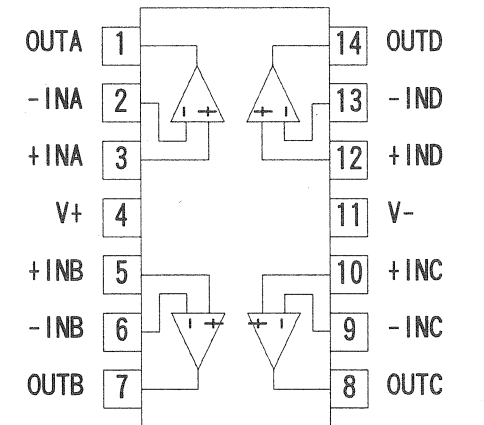 OUTA 1 14 OUTD
-INA 2 13 -IND
+INA 3 12 +IND
V+ 4 11 V-
+INB 5 10 +INC
-INB 6 9 -INC
OUTB 7 8 OUTC